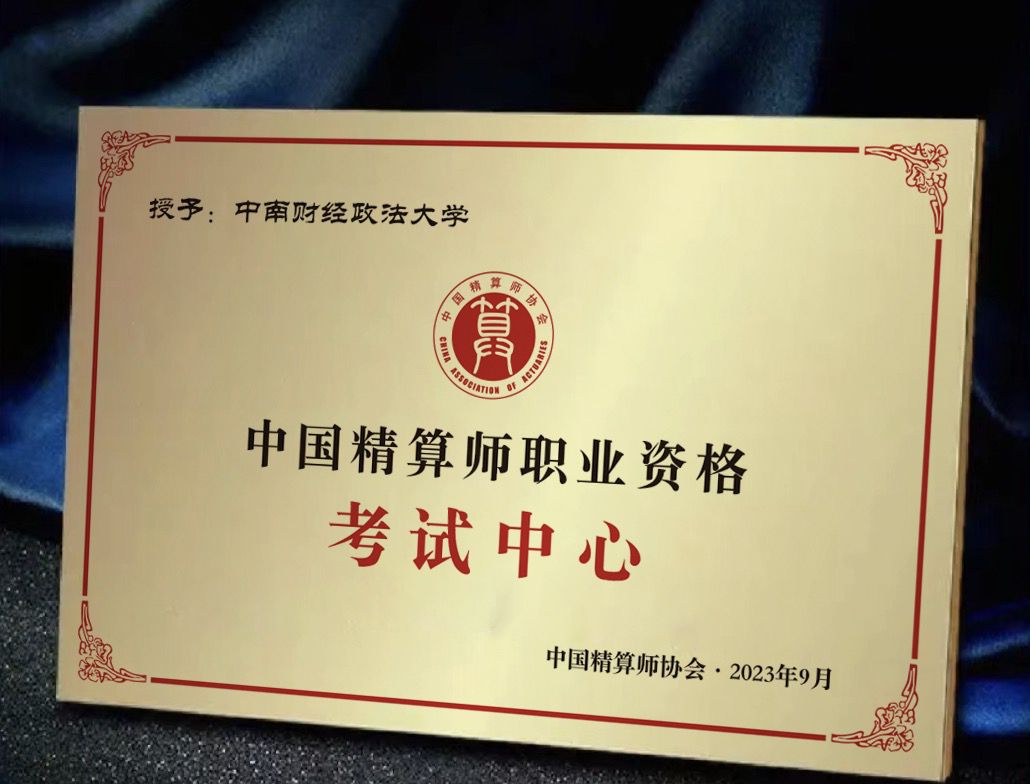 授予：中南财经政法大学
中国精算师协会
CHINA ASSOCIATION OF ACTUARIES
中国精算师职业资格
考试中心
中国精算师协会·2023年9月